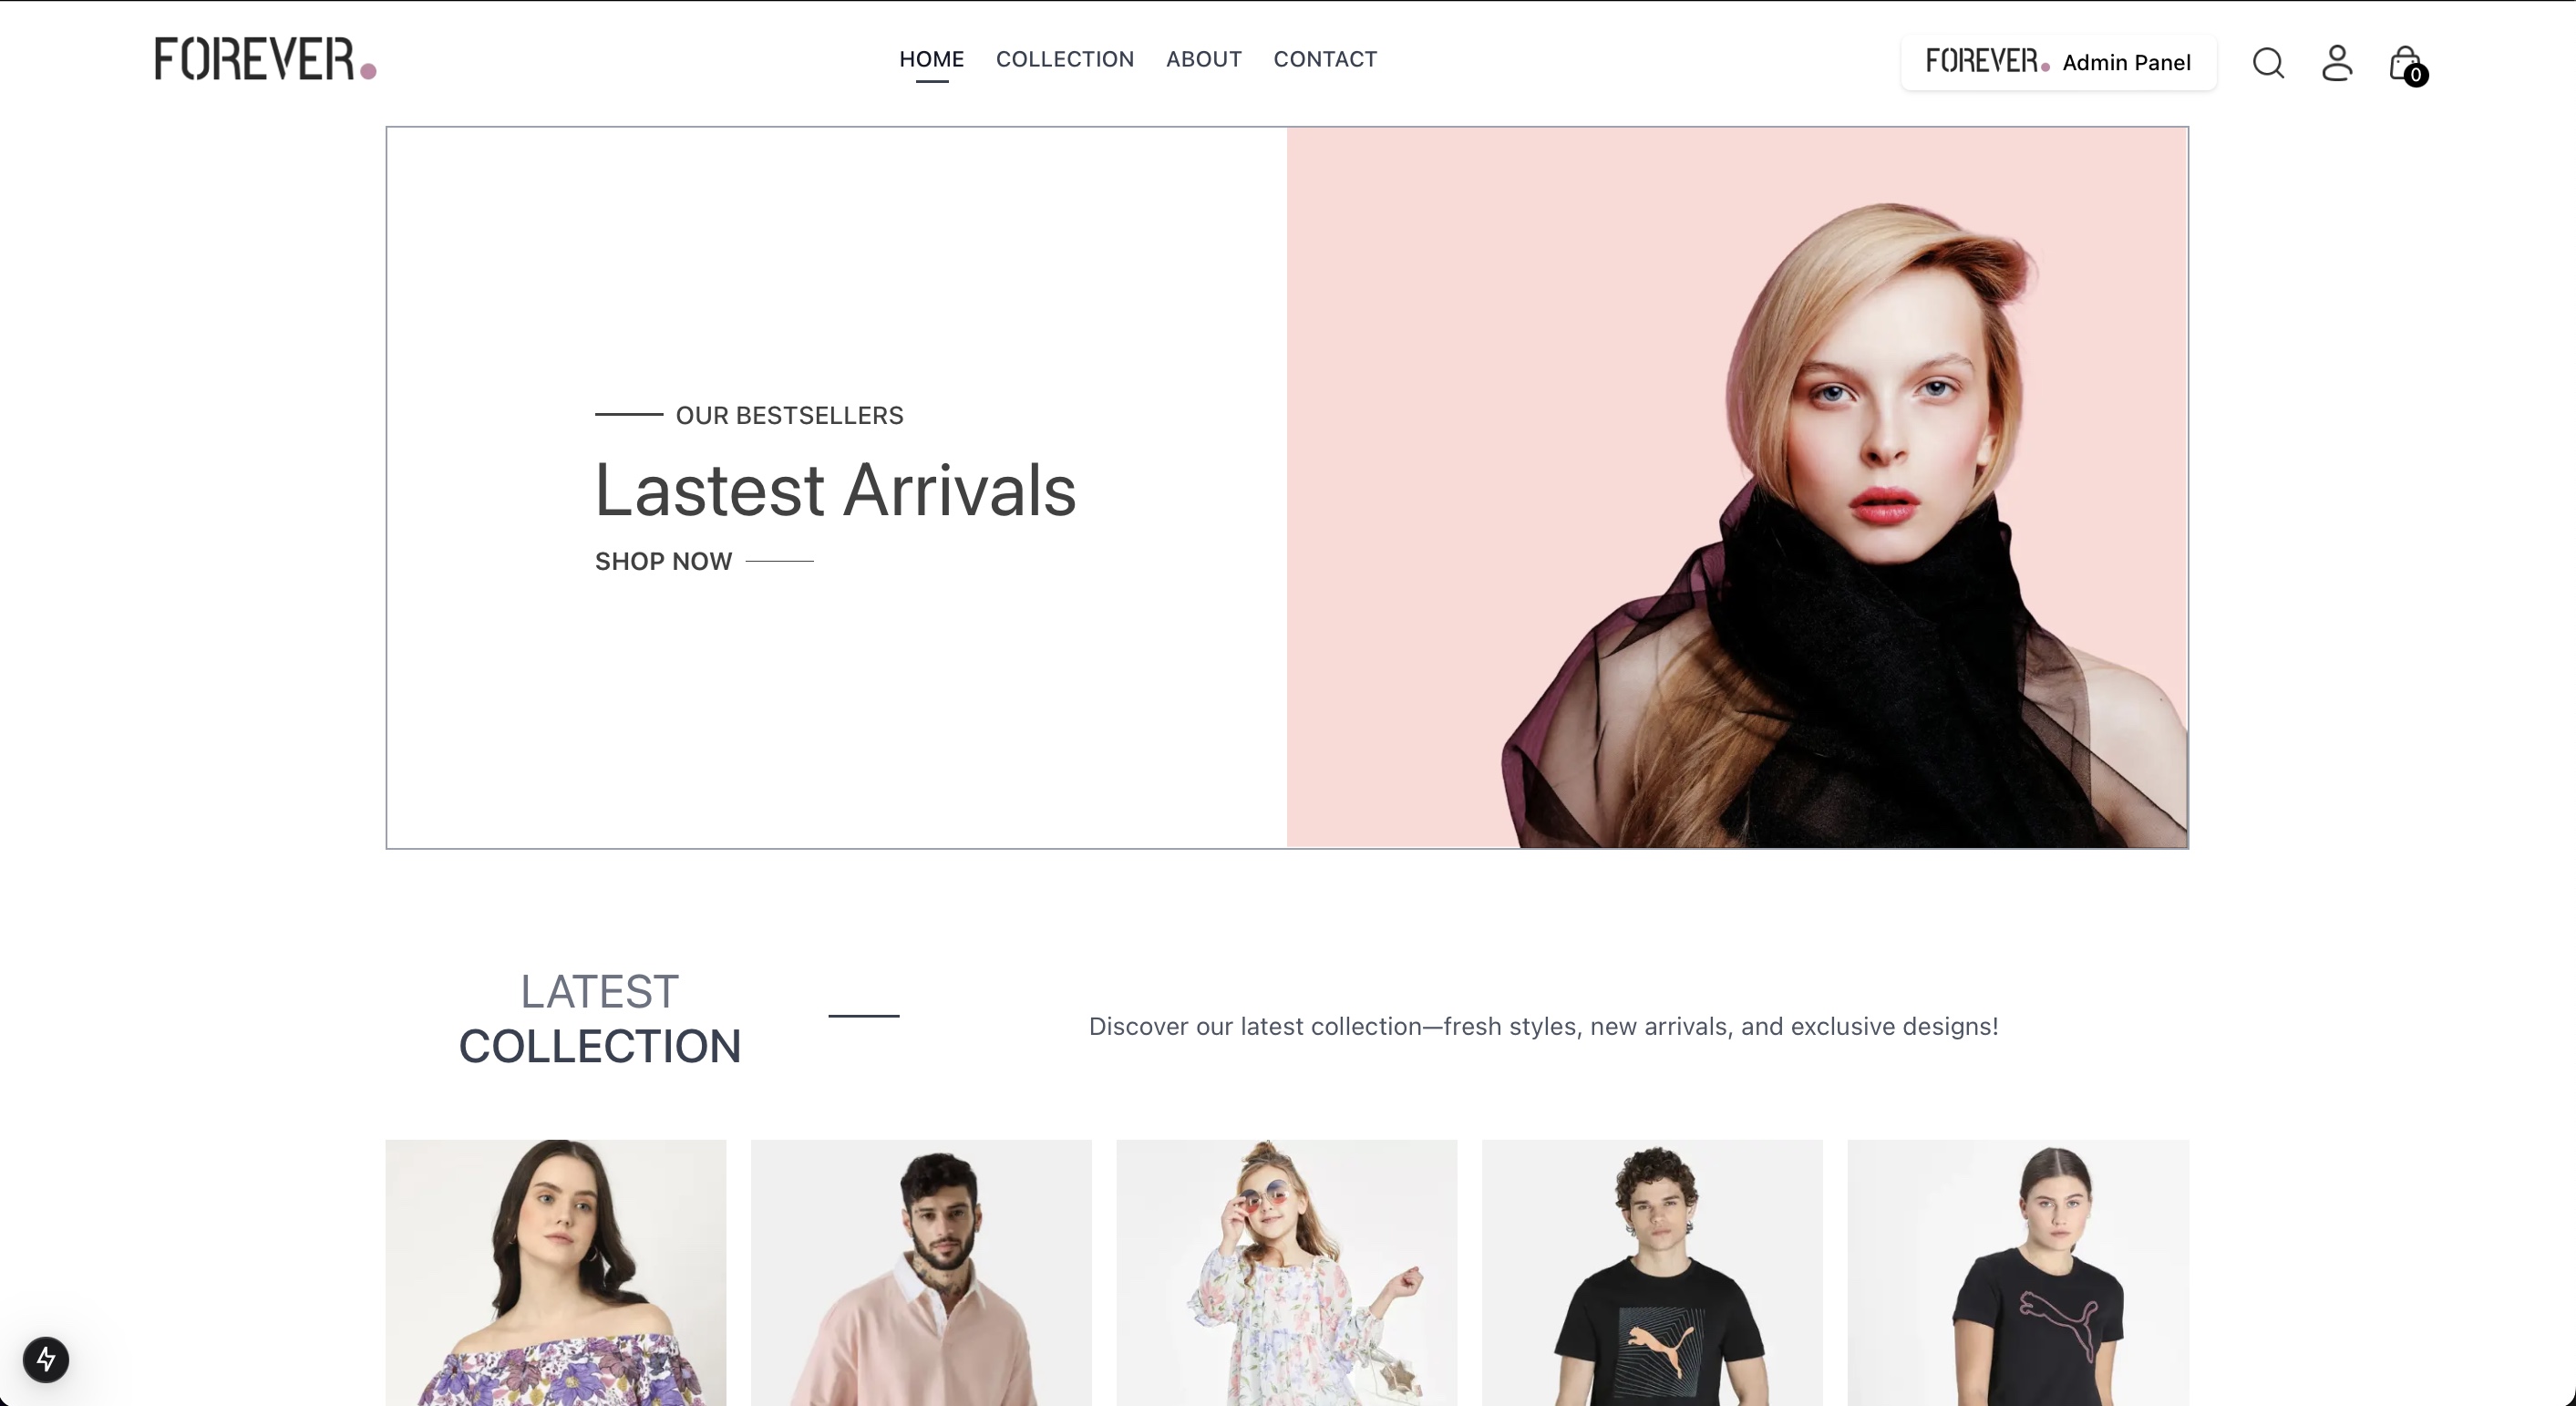 FOREVER.
HOME COLLECTION ABOUT CONTACT
FOREVER. Admin Panel
0
OUR BESTSELLERS
Lastest Arrivals
SHOP NOW
LATEST
COLLECTION
Discover our latest collection—fresh styles, new arrivals, and exclusive designs!